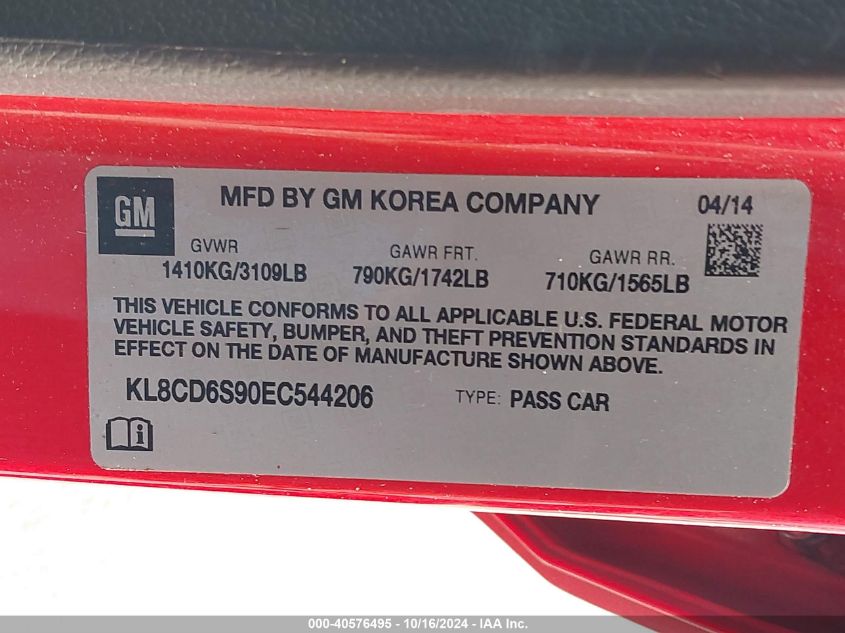 GM
MFD BY GM KOREA COMPANY 04/14
GVWR GAWR FRT. GAWR RR.
1410KG/3109LB 790KG/1742LB 710KG/1565LB
THIS VEHICLE CONFORMS TO ALL APPLICABLE U.S. FEDERAL MOTOR
VEHICLE SAFETY, BUMPER, AND THEFT PREVENTION STANDARDS IN
EFFECT ON THE DATE OF MANUFACTURE SHOWN ABOVE.
KL8CD6S90EC544206 TYPE: PASS CAR
i
000-40576495 - 10/16/2024 - IAA Inc.